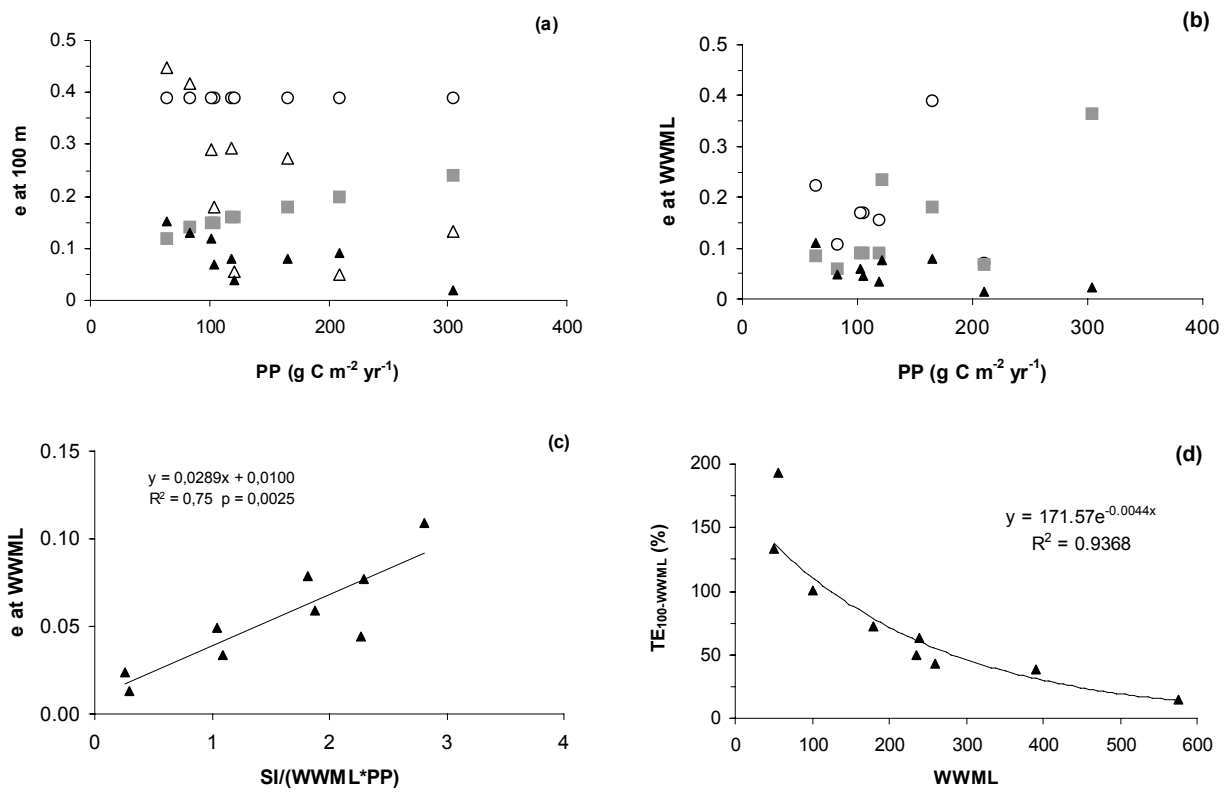 (a)
0.5
0.4
0.3
0.2
0.1
0
e at 100 m
0
100
200
300
400
PP (g C m⁻² yr⁻¹)
(b)
0.5
0.4
0.3
0.2
0.1
0
e at WWML
0
100
200
300
400
PP (g C m⁻² yr⁻¹)
(c)
0.15
0.10
0.05
0.00
e at WWML
y = 0,0289x + 0,0100
R² = 0,75 p = 0,0025
0
1
2
3
4
SI/(WWML*PP)
(d)
200
150
100
50
0
TE₁₀₀₋WWML (%)
y = 171.57e⁻⁰·⁰⁰⁴⁴ˣ
R² = 0.9368
0
100
200
300
400
500
600
WWML